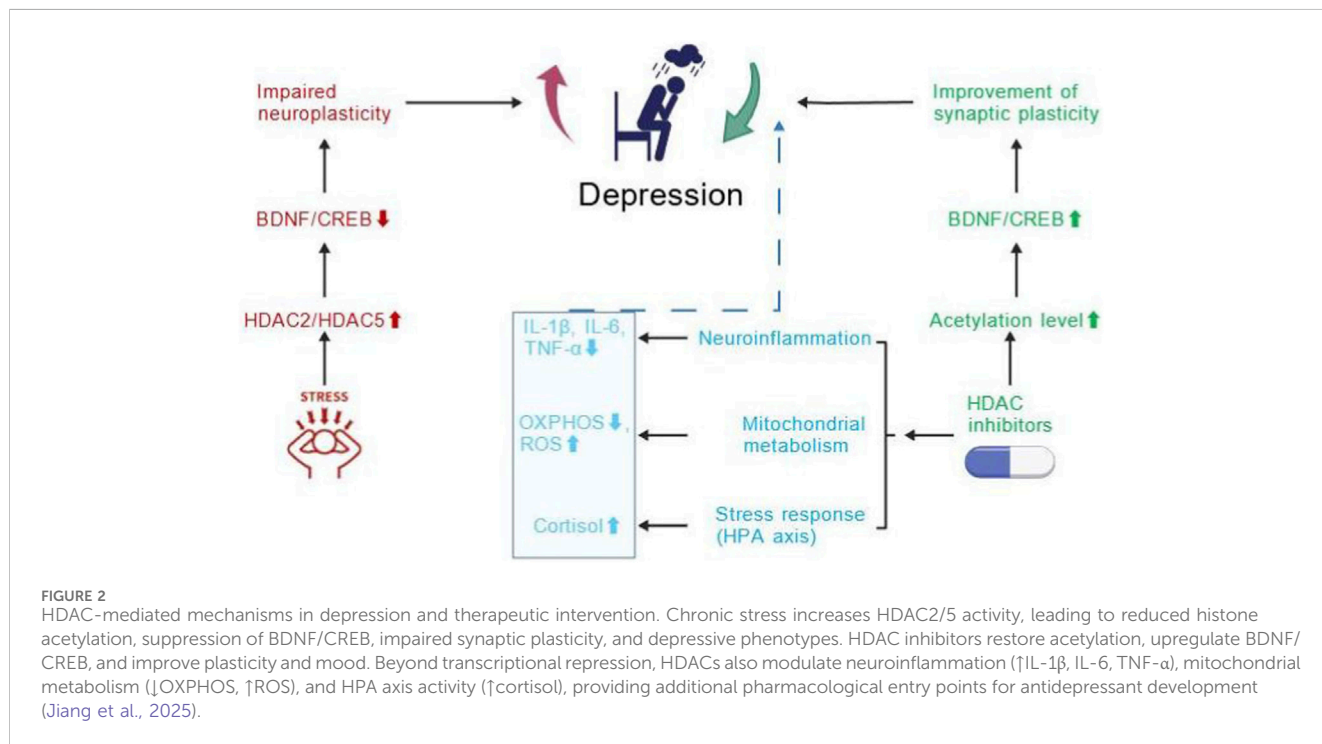 Impaired
neuroplasticity
BDNF/CREB ⬇
HDAC2/HDAC5 ⬆
STRESS
Depression
Improvement of
synaptic plasticity
BDNF/CREB ⬆
Acetylation level ⬆
HDAC
inhibitors
IL-1β, IL-6,
TNF-α ⬇
Neuroinflammation
OXPHOS ⬇,
ROS ⬆
Mitochondrial
metabolism
Cortisol ⬆
Stress response
(HPA axis)
FIGURE 2
HDAC-mediated mechanisms in depression and therapeutic intervention. Chronic stress increases HDAC2/5 activity, leading to reduced histone
acetylation, suppression of BDNF/CREB, impaired synaptic plasticity, and depressive phenotypes. HDAC inhibitors restore acetylation, upregulate BDNF/
CREB, and improve plasticity and mood. Beyond transcriptional repression, HDACs also modulate neuroinflammation (↑IL-1β, IL-6, TNF-α), mitochondrial
metabolism (↓OXPHOS, ↑ROS), and HPA axis activity (↑cortisol), providing additional pharmacological entry points for antidepressant development
(Jiang et al., 2025).